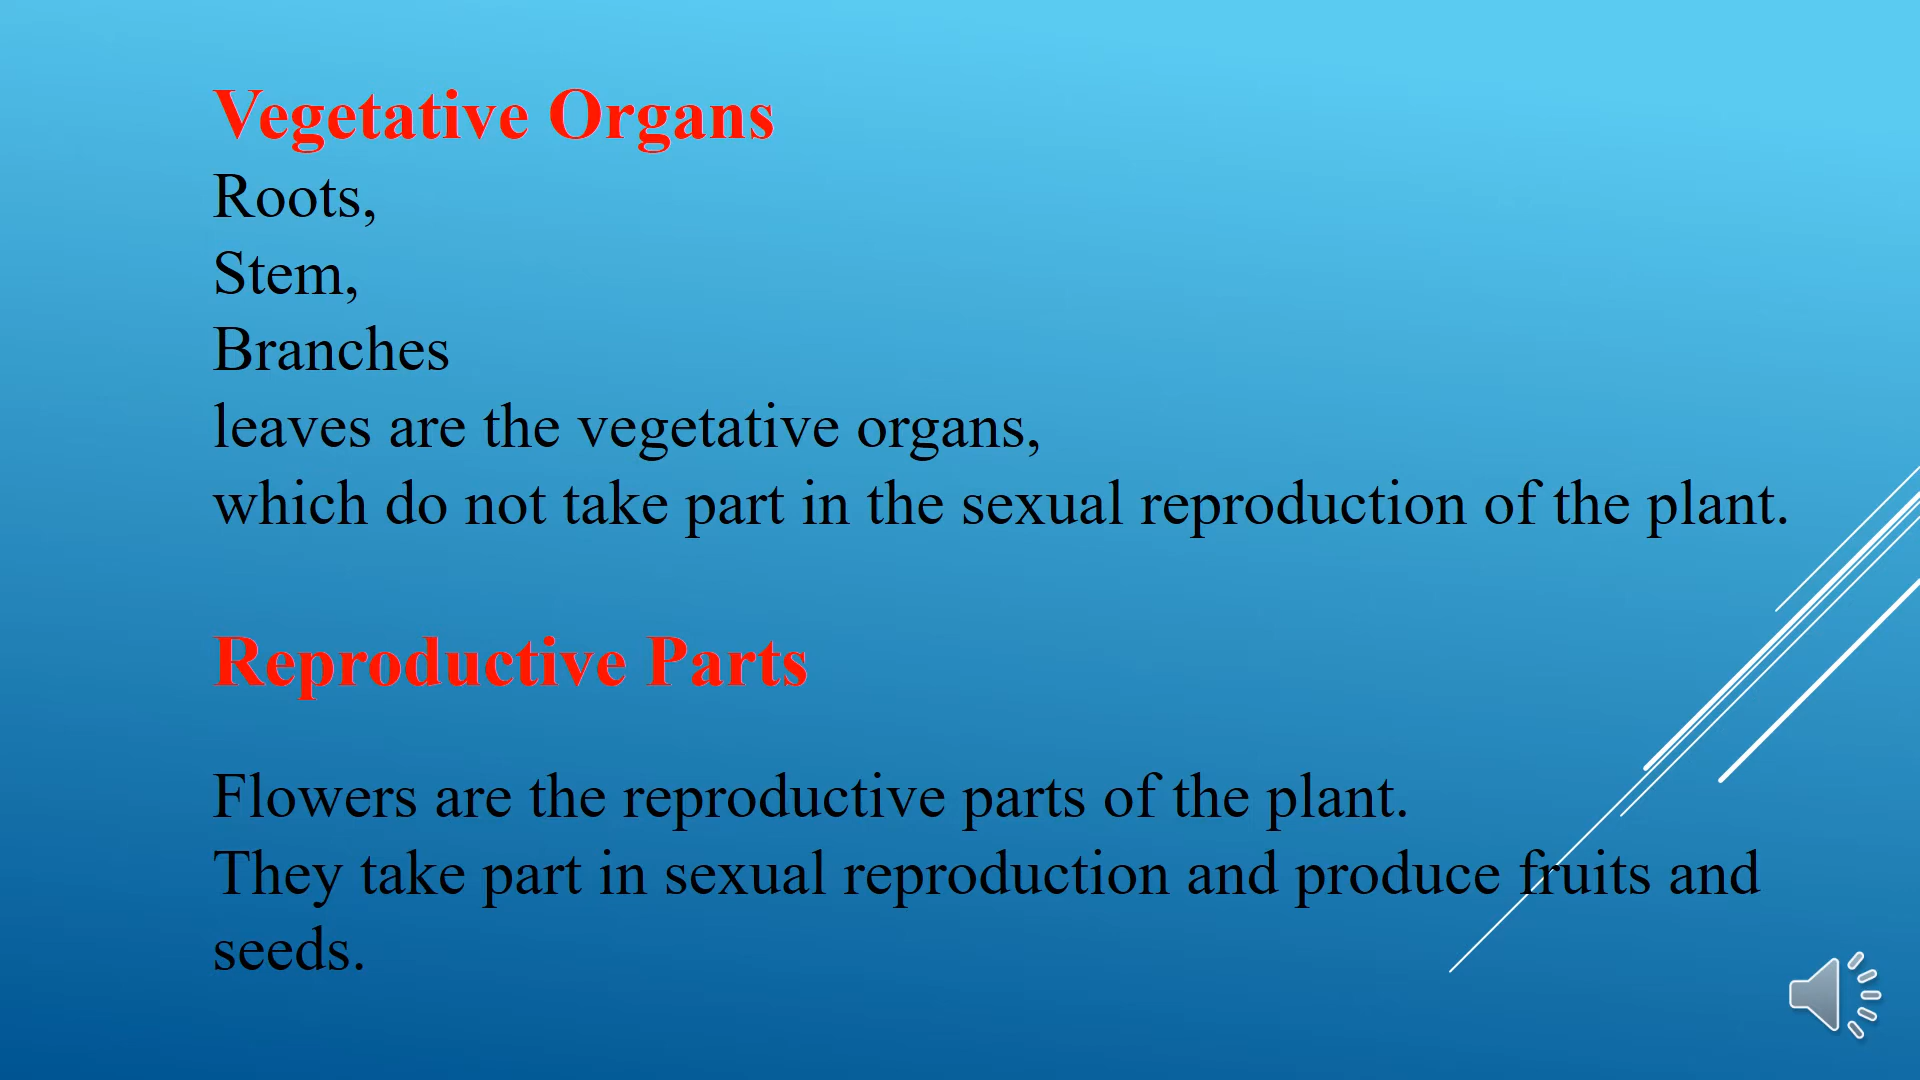 Vegetative Organs
Roots,
Stem,
Branches
leaves are the vegetative organs,
which do not take part in the sexual reproduction of the plant.
Reproductive Parts
Flowers are the reproductive parts of the plant.
They take part in sexual reproduction and produce fruits and
seeds.